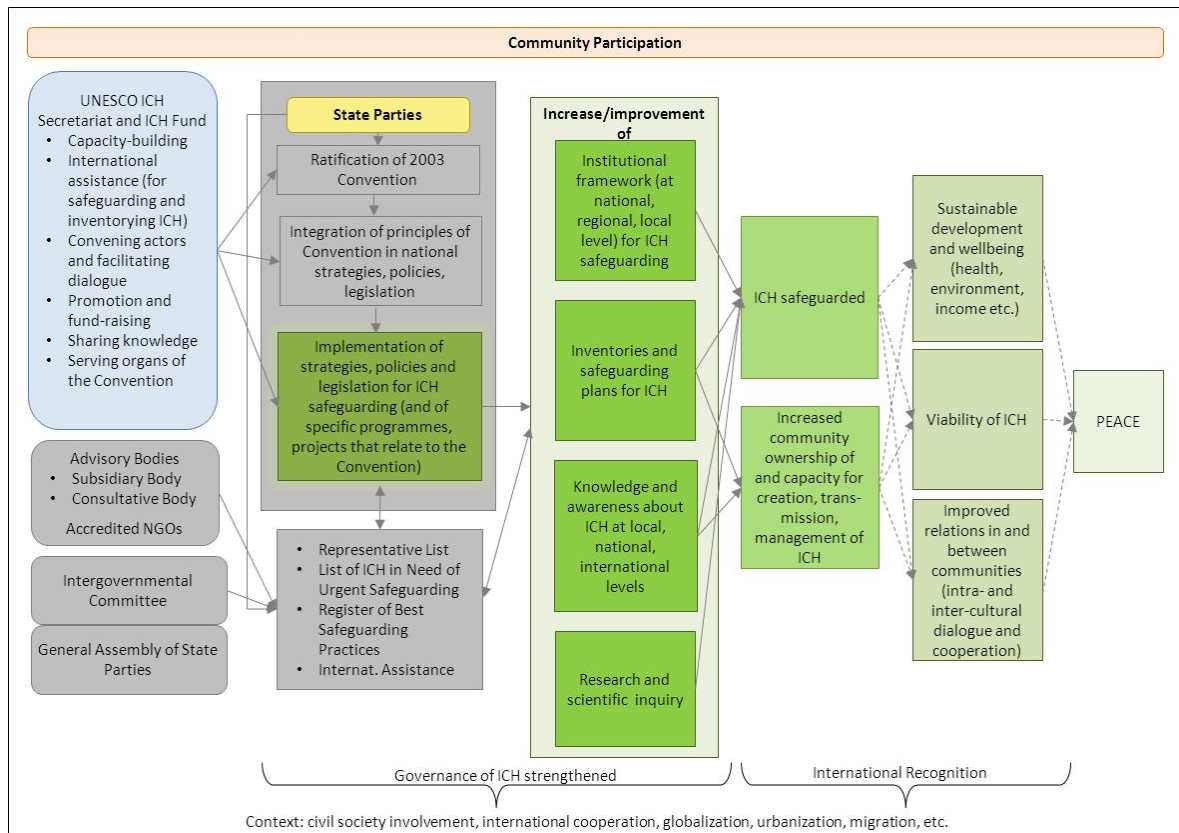 Community Participation
UNESCO ICH
Secretariat and ICH Fund
• Capacity-building
• International
assistance (for
safeguarding and
inventorying ICH)
• Convening actors
and facilitating
dialogue
• Promotion and
fund-raising
• Sharing knowledge
• Serving organs of
the Convention
Advisory Bodies
• Subsidiary Body
• Consultative Body
Accredited NGOs
Intergovernmental
Committee
General Assembly of State
Parties
State Parties
Ratification of 2003
Convention
Integration of principles of
Convention in national
strategies, policies,
legislation
Implementation of
strategies, policies and
legislation for ICH
safeguarding (and of
specific programmes,
projects that relate to the
Convention)
• Representative List
• List of ICH in Need of
Urgent Safeguarding
• Register of Best
Safeguarding
Practices
• Internat. Assistance
Increase/improvement
of
Institutional
framework (at
national,
regional, local
level) for ICH
safeguarding
Inventories and
safeguarding
plans for ICH
Knowledge and
awareness about
ICH at local,
national,
international
levels
Research and
scientific inquiry
ICH safeguarded
Increased
community
ownership of
and capacity for
creation, trans-
mission,
management of
ICH
Sustainable
development
and wellbeing
(health,
environment,
income etc.)
Viability of ICH
Improved
relations in and
between
communities
(intra- and
inter-cultural
dialogue and
cooperation)
PEACE
Governance of ICH strengthened
International Recognition
Context: civil society involvement, international cooperation, globalization, urbanization, migration, etc.